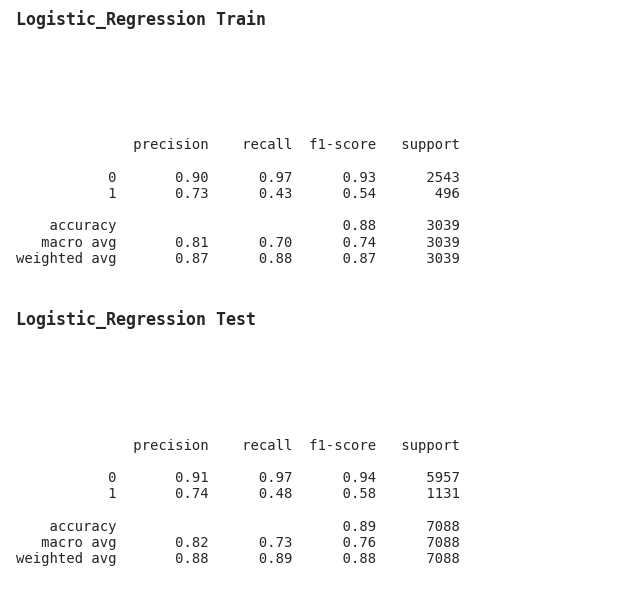 Logistic_Regression Train
precision recall f1-score support
0 0.90 0.97 0.93 2543
1 0.73 0.43 0.54 496
accuracy 0.88 3039
macro avg 0.81 0.70 0.74 3039
weighted avg 0.87 0.88 0.87 3039
Logistic_Regression Test
precision recall f1-score support
0 0.91 0.97 0.94 5957
1 0.74 0.48 0.58 1131
accuracy 0.89 7088
macro avg 0.82 0.73 0.76 7088
weighted avg 0.88 0.89 0.88 7088